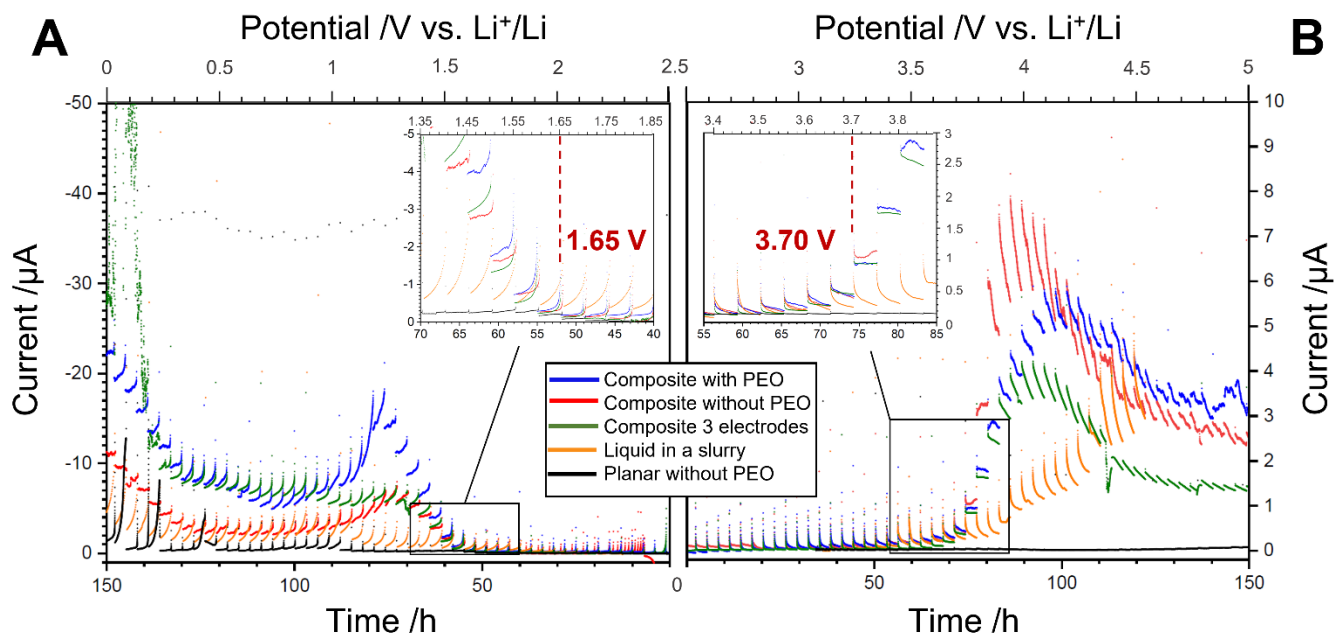 A
Potential /V vs. Li⁺/Li
Potential /V vs. Li⁺/Li
B
0 0.5 1 1.5 2 2.5
3 3.5 4 4.5 5
-50
-40
-30
-20
-10
0
Current /µA
1.35 1.45 1.55 1.65 1.75 1.85
-5
-4
-3
-2
-1
0
70 65 60 55 50 45 40
1.65 V
3.4 3.5 3.6 3.7 3.8
3
2.5
2
1.5
1
0.5
0
55 60 65 70 75 80 85
3.70 V
Composite with PEO
Composite without PEO
Composite 3 electrodes
Liquid in a slurry
Planar without PEO
10
9
8
7
6
5
4
3
2
1
0
Current /µA
150 100 50 0
50 100 150
Time /h
Time /h